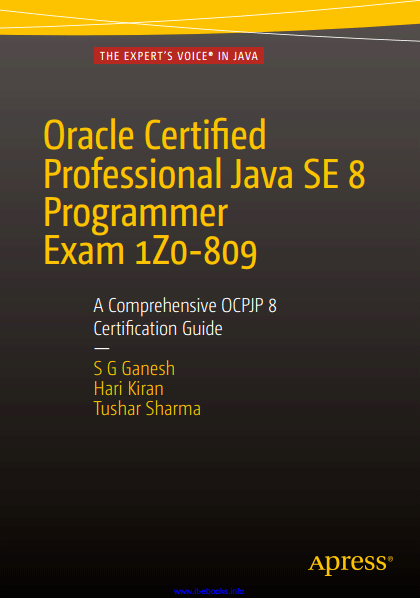 THE EXPERT'S VOICE® IN JAVA
Oracle Certified
Professional Java SE 8
Programmer
Exam 1Z0-809
A Comprehensive OCPJP 8
Certification Guide
—
S G Ganesh
Hari Kiran
Tushar Sharma
Apress®